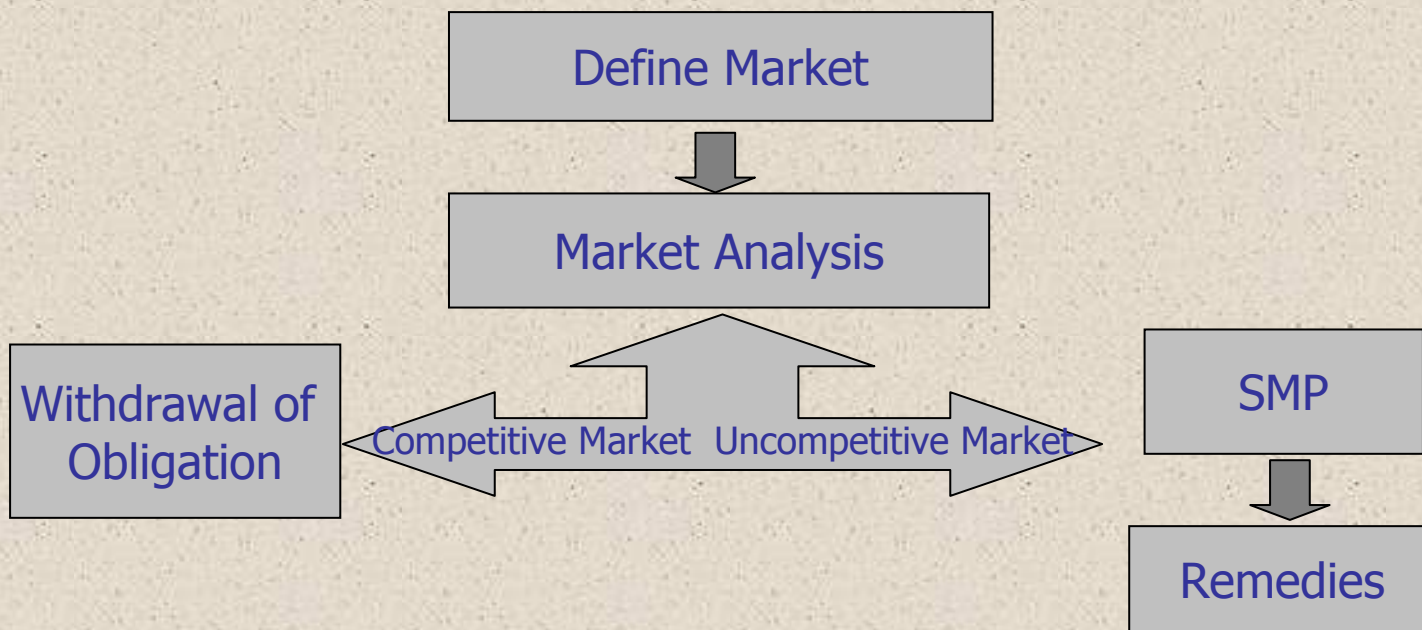 Define Market
Market Analysis
Withdrawal of
Obligation
Competitive Market
Uncompetitive Market
SMP
Remedies